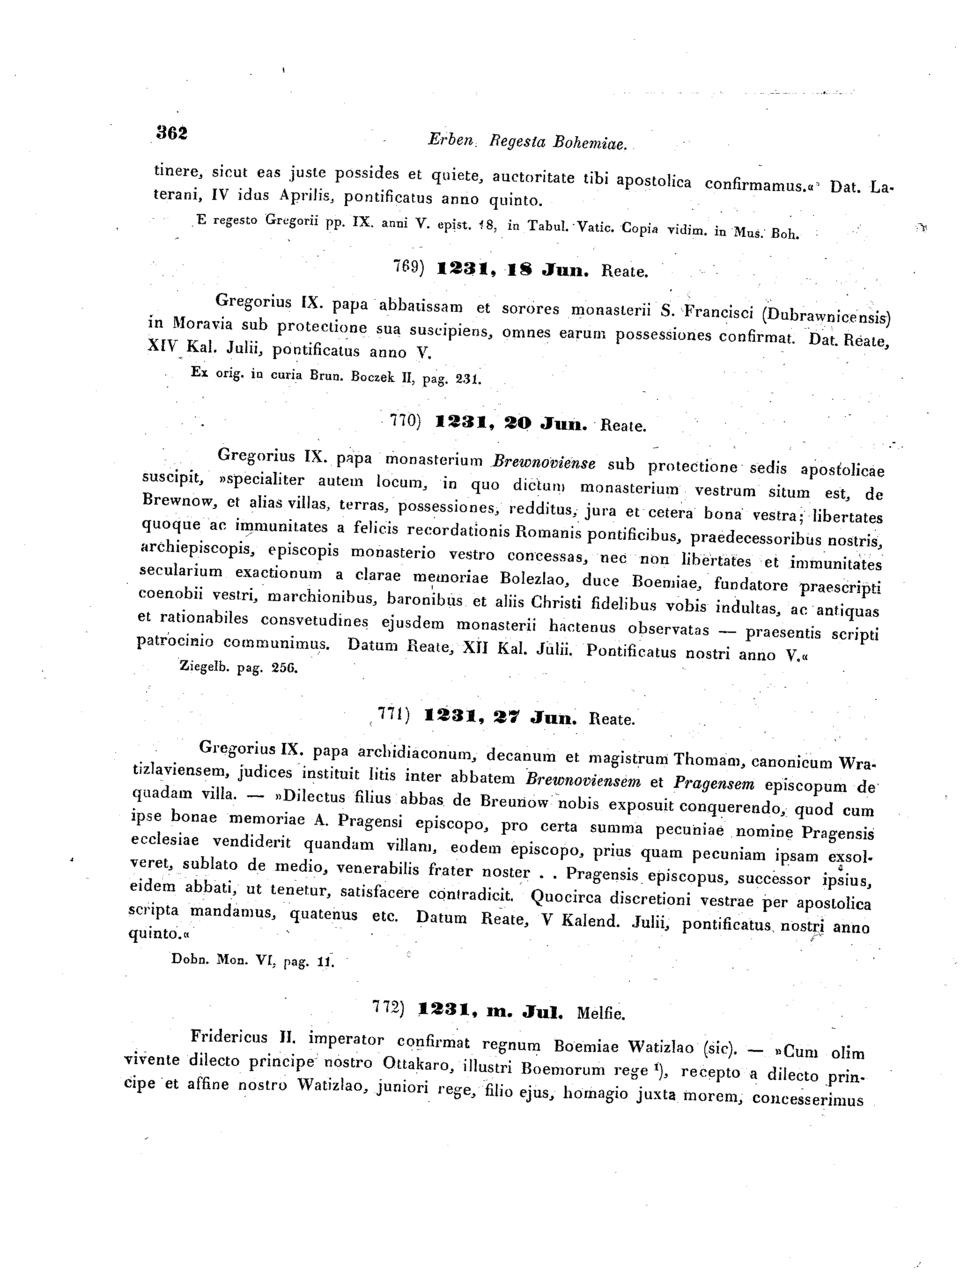 362
Erben. Regesta Bohemiae.
tinere, sicut eas juste possides et quiete, auctoritate tibi apostolica confirmamus.« Dat. La-
terani, IV idus Aprilis, pontificatus anno quinto.
E regesto Gregorii pp. IX. anni V. epist. 18, in Tabul. Vatic. Copia vidim. in Mus. Boh.
769) 1231, 18 Jun. Reate.
Gregorius IX. papa abbatissam et sorores monasterii S. Francisci (Dubrawnicensis)
in Moravia sub protectione sua suscipiens, omnes earum possessiones confirmat. Dat. Reate,
XIV Kal. Julii, pontificatus anno V.
Ex orig. in curia Brun. Boczek II, pag. 231.
770) 1231, 20 Jun. Reate.
Gregorius IX. papa monasterium Brewnoviense sub protectione sedis apostolicae
suscipit, »specialiter autem locum, in quo dictum monasterium vestrum situm est, de
Brewnow, et alias villas, terras, possessiones, redditus, jura et cetera bona vestra; libertates
quoque ac immunitates a felicis recordationis Romanis pontificibus, praedecessoribus nostris,
archiepiscopis, episcopis monasterio vestro concessas, nec non libertates et immunitates
secularium exactionum a clarae memoriae Bolezlao, duce Boemiae, fundatore praescripti
coenobii vestri, marchionibus, baronibus et aliis Christi fidelibus vobis indultas, ac antiquas
et rationabiles consvetudines ejusdem monasterii hactenus observatas — praesentis scripti
patrocinio communimus. Datum Reate, XII Kal. Julii. Pontificatus nostri anno V.«
Ziegelb. pag. 256.
771) 1231, 27 Jun. Reate.
Gregorius IX. papa archidiaconum, decanum et magistrum Thomam, canonicum Wra-
tizlaviensem, judices instituit litis inter abbatem Brewnoviensem et Pragensem episcopum de
quadam villa. — »Dilectus filius abbas de Breunow nobis exposuit conquerendo, quod cum
ipse bonae memoriae A. Pragensi episcopo, pro certa summa pecuniae nomine Pragensis
ecclesiae vendiderit quandam villam, eodem episcopo, prius quam pecuniam ipsam exsol-
veret, sublato de medio, venerabilis frater noster . . Pragensis episcopus, successor ipsius,
eidem abbati, ut tenetur, satisfacere contradicit. Quocirca discretioni vestrae per apostolica
scripta mandamus, quatenus etc. Datum Reate, V Kalend. Julii, pontificatus nostri anno
quinto.«
Dobn. Mon. VI, pag. 11.
772) 1231, m. Jul. Melfie.
Fridericus II. imperator confirmat regnum Boemiae Watizlao (sic). — »Cum olim
vivente dilecto principe nostro Ottakaro, illustri Boemorum rege ¹), recepto a dilecto prin-
cipe et affine nostro Watizlao, juniori rege, filio ejus, homagio juxta morem, concesserimus